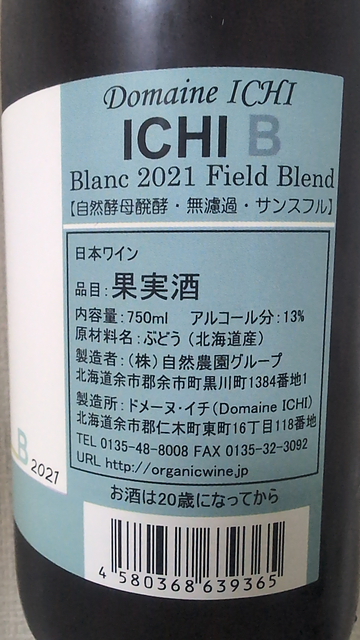 Domaine ICHI
ICHI B
Blanc 2021 Field Blend
【自然酵母醗酵・無濾過・サンスフル】
日本ワイン
品目:果実酒
内容量:750ml アルコール分:13%
原材料名:ぶどう(北海道産)
製造者:(株)自然農園グループ
北海道余市郡余市町黒川町1384番地1
製造所:ドメーヌ・イチ(Domaine ICHI)
北海道余市郡仁木町東町16丁目118番地
TEL 0135-48-8008 FAX 0135-32-3092
URL http://organicwine.jp
お酒は20歳になってから
4 580368 639365
B 2021